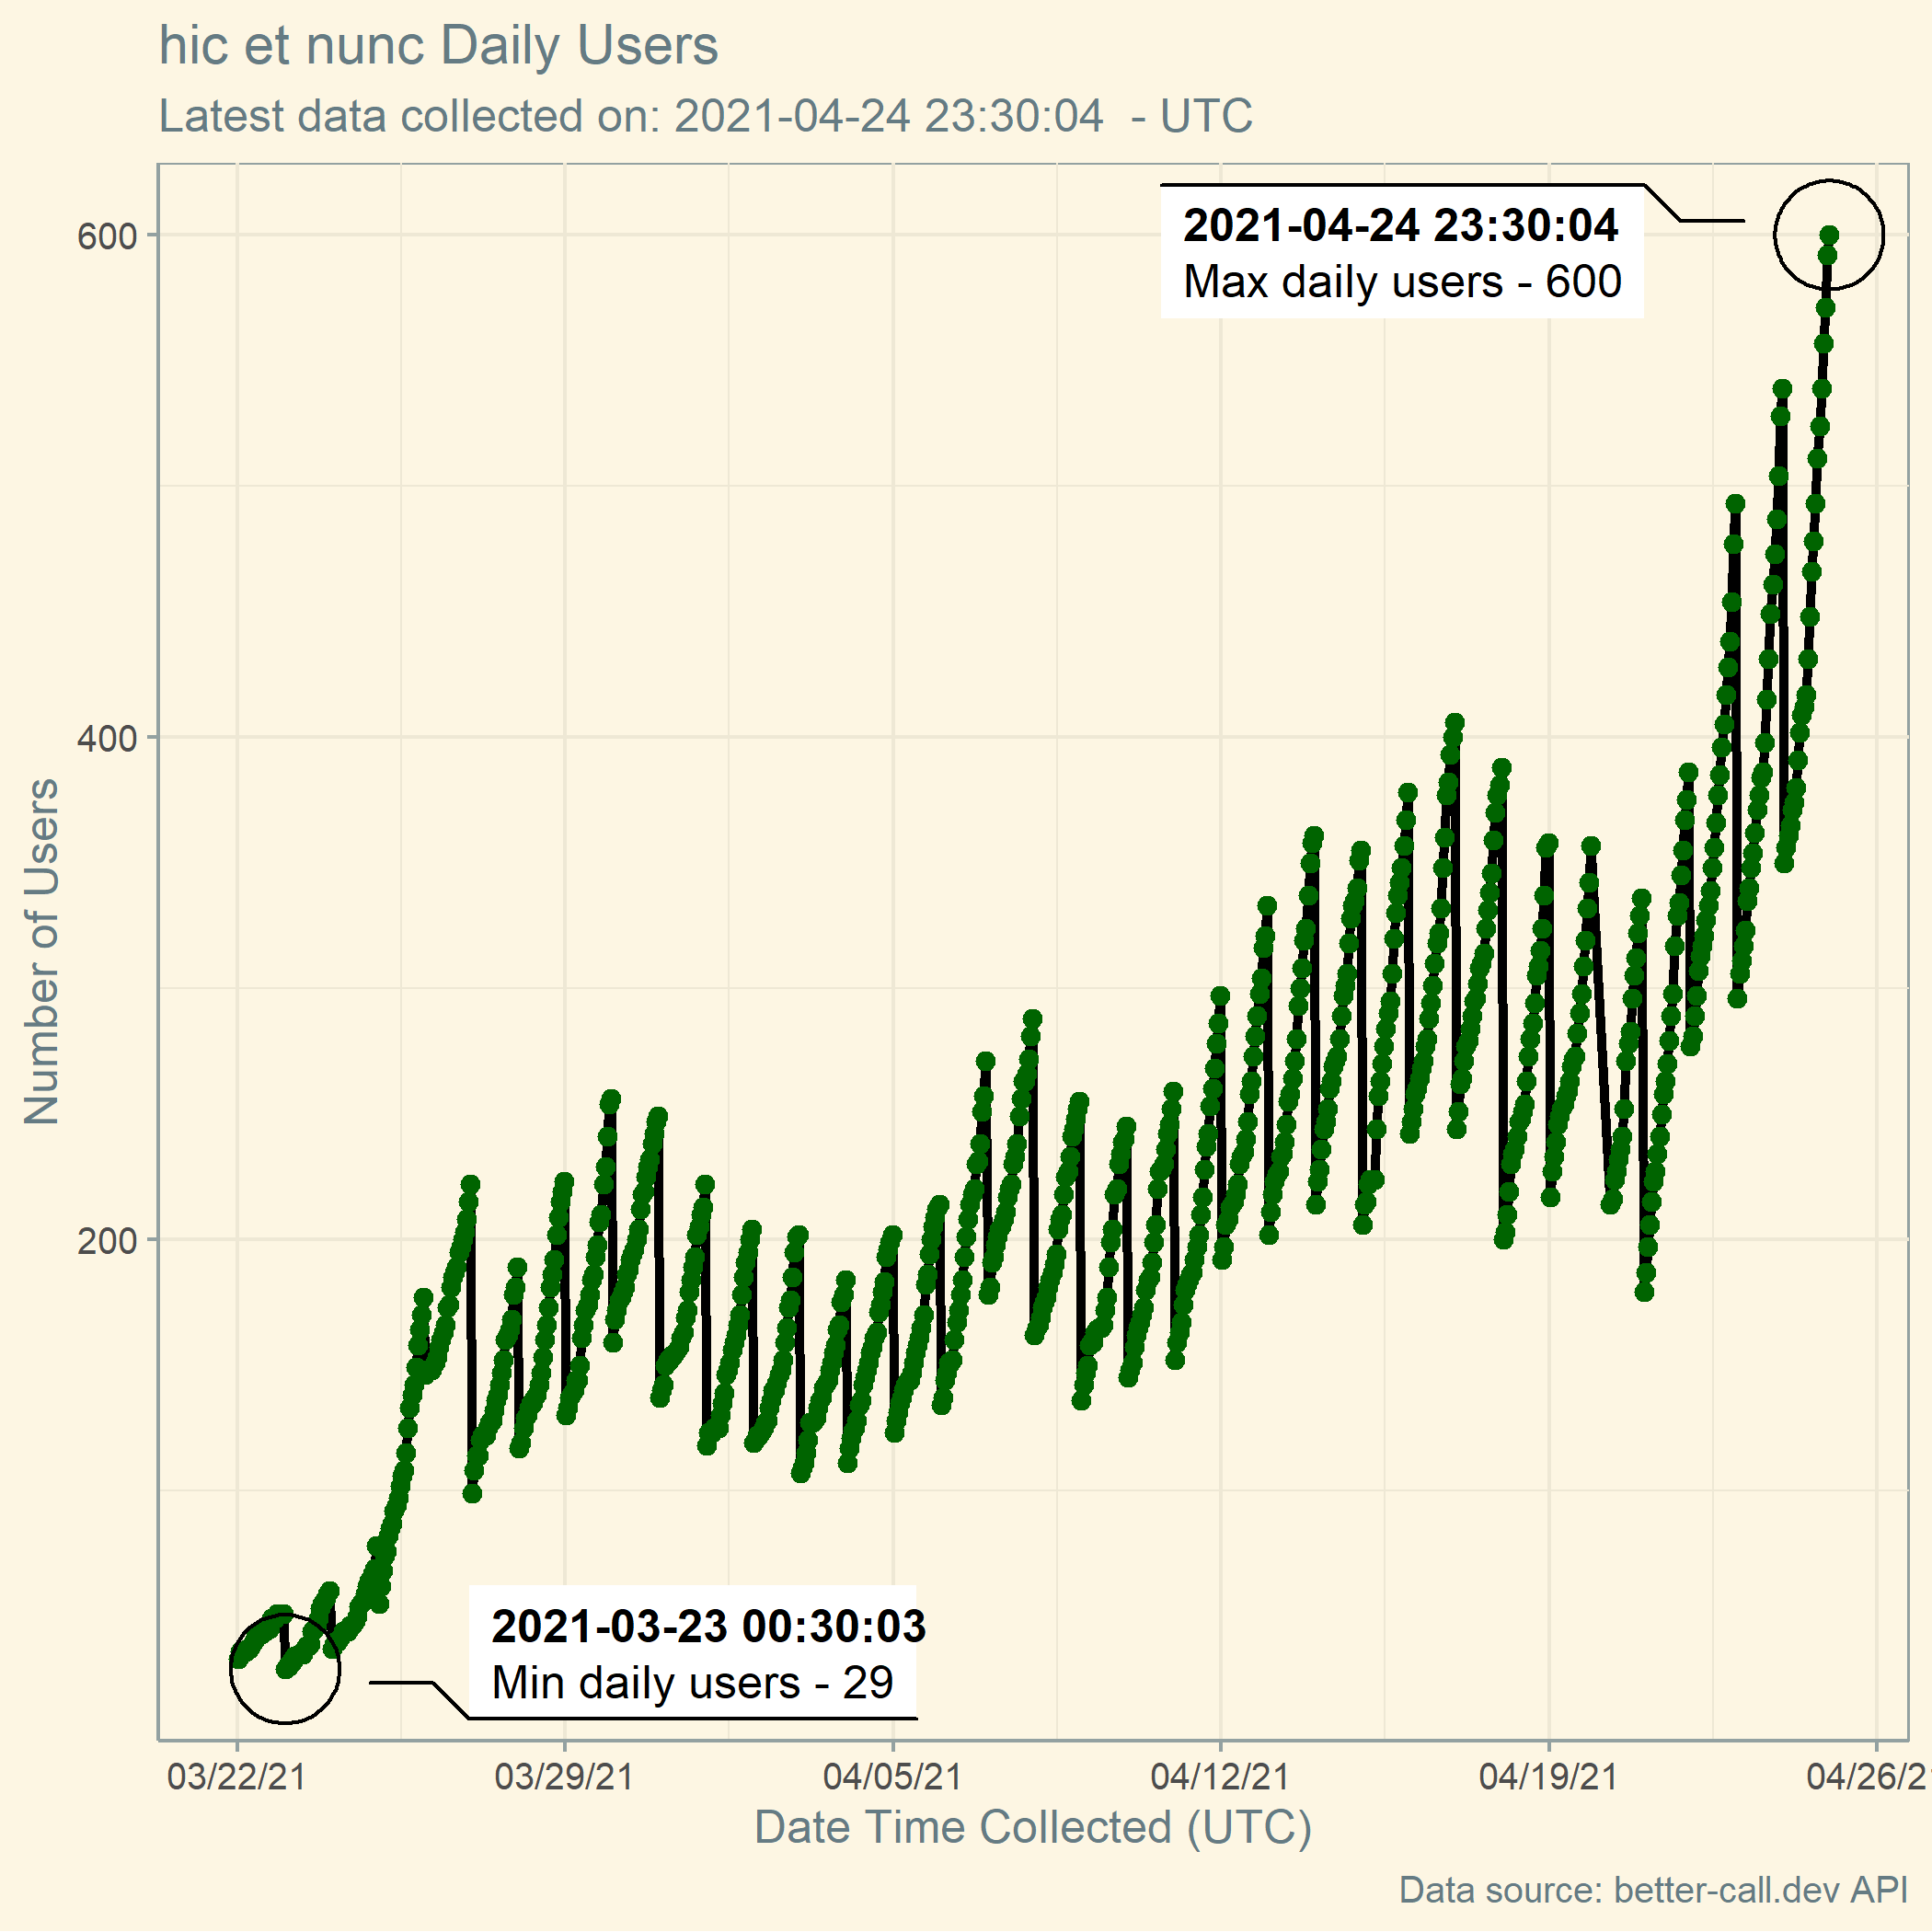 hic et nunc Daily Users
Latest data collected on: 2021-04-24 23:30:04  - UTC
2021-04-24 23:30:04
Max daily users - 600
600
400
200
Number of Users
2021-03-23 00:30:03
Min daily users - 29
03/22/21 03/29/21 04/05/21 04/12/21 04/19/21 04/26/21
Date Time Collected (UTC)
Data source: better-call.dev API